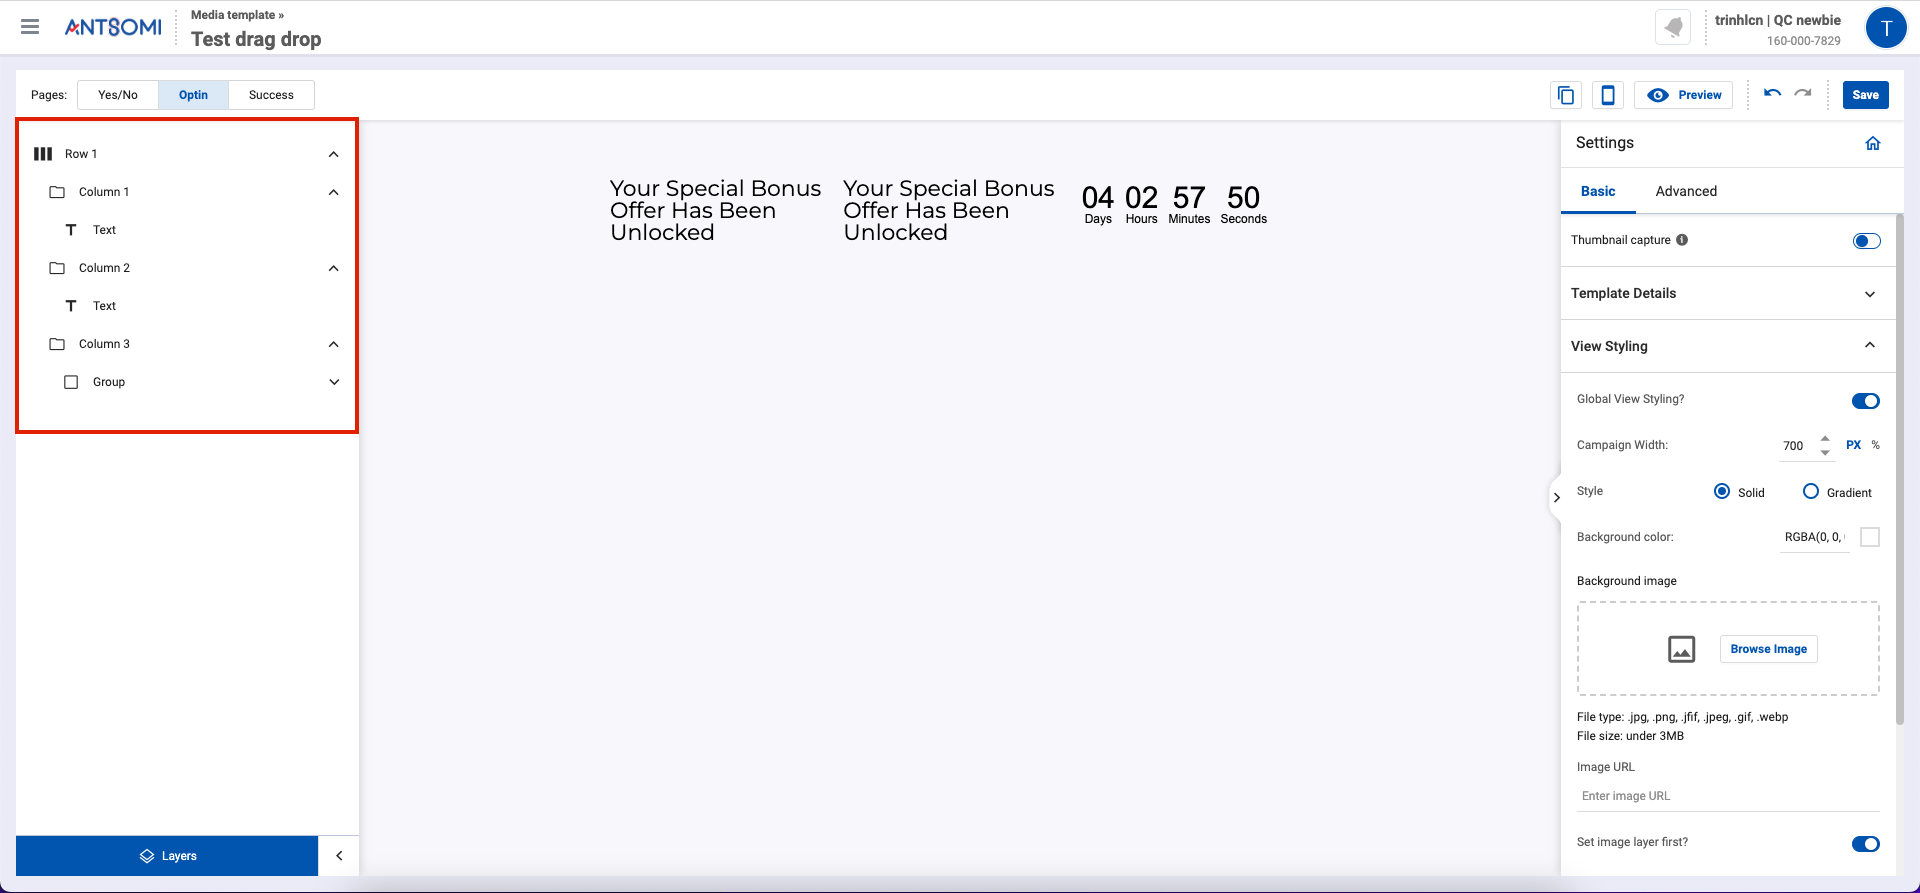 ANTSOMI
Media template »
Test drag drop
trinhlcn | QC newbie
160-000-7829
T
Pages:
Yes/No
Optin
Success
Preview
Save
Row 1
Column 1
Text
Column 2
Text
Column 3
Group
Layers
Your Special Bonus
Offer Has Been
Unlocked
Your Special Bonus
Offer Has Been
Unlocked
04 02 57 50
Days Hours Minutes Seconds
Settings
Basic
Advanced
Thumbnail capture
Template Details
View Styling
Global View Styling?
Campaign Width:
700
PX %
Style
Solid
Gradient
Background color:
RGBA(0, 0,
Background image
Browse Image
File type: .jpg, .png, .jfif, .jpeg, .gif, .webp
File size: under 3MB
Image URL
Enter image URL
Set image layer first?